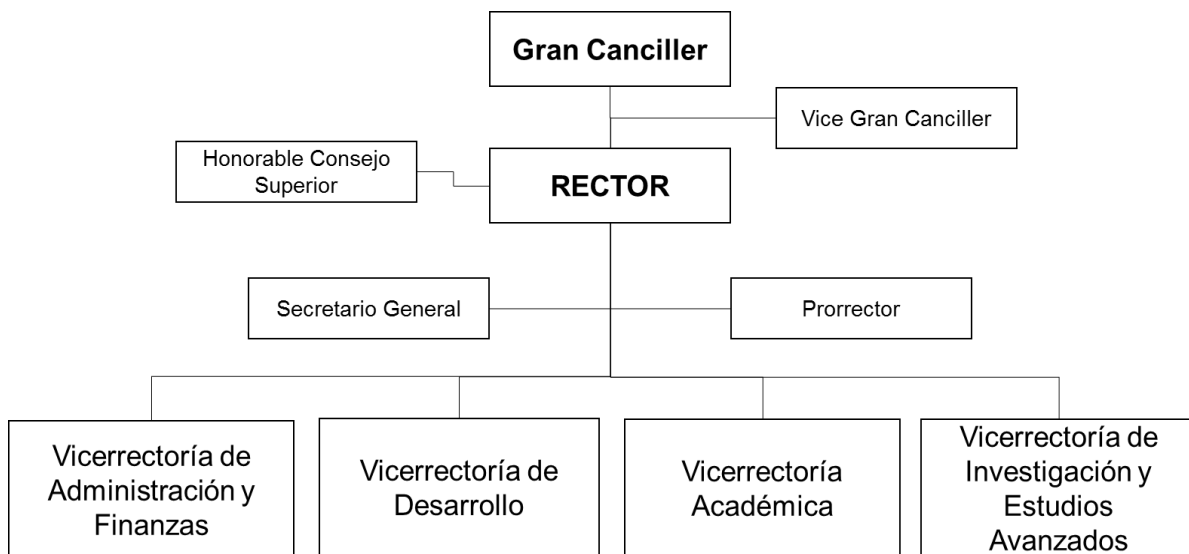 Gran Canciller
Vice Gran Canciller
Honorable Consejo
Superior
RECTOR
Secretario General
Prorrector
Vicerrectoría de
Administración y
Finanzas
Vicerrectoría de
Desarrollo
Vicerrectoría
Académica
Vicerrectoría de
Investigación y
Estudios
Avanzados